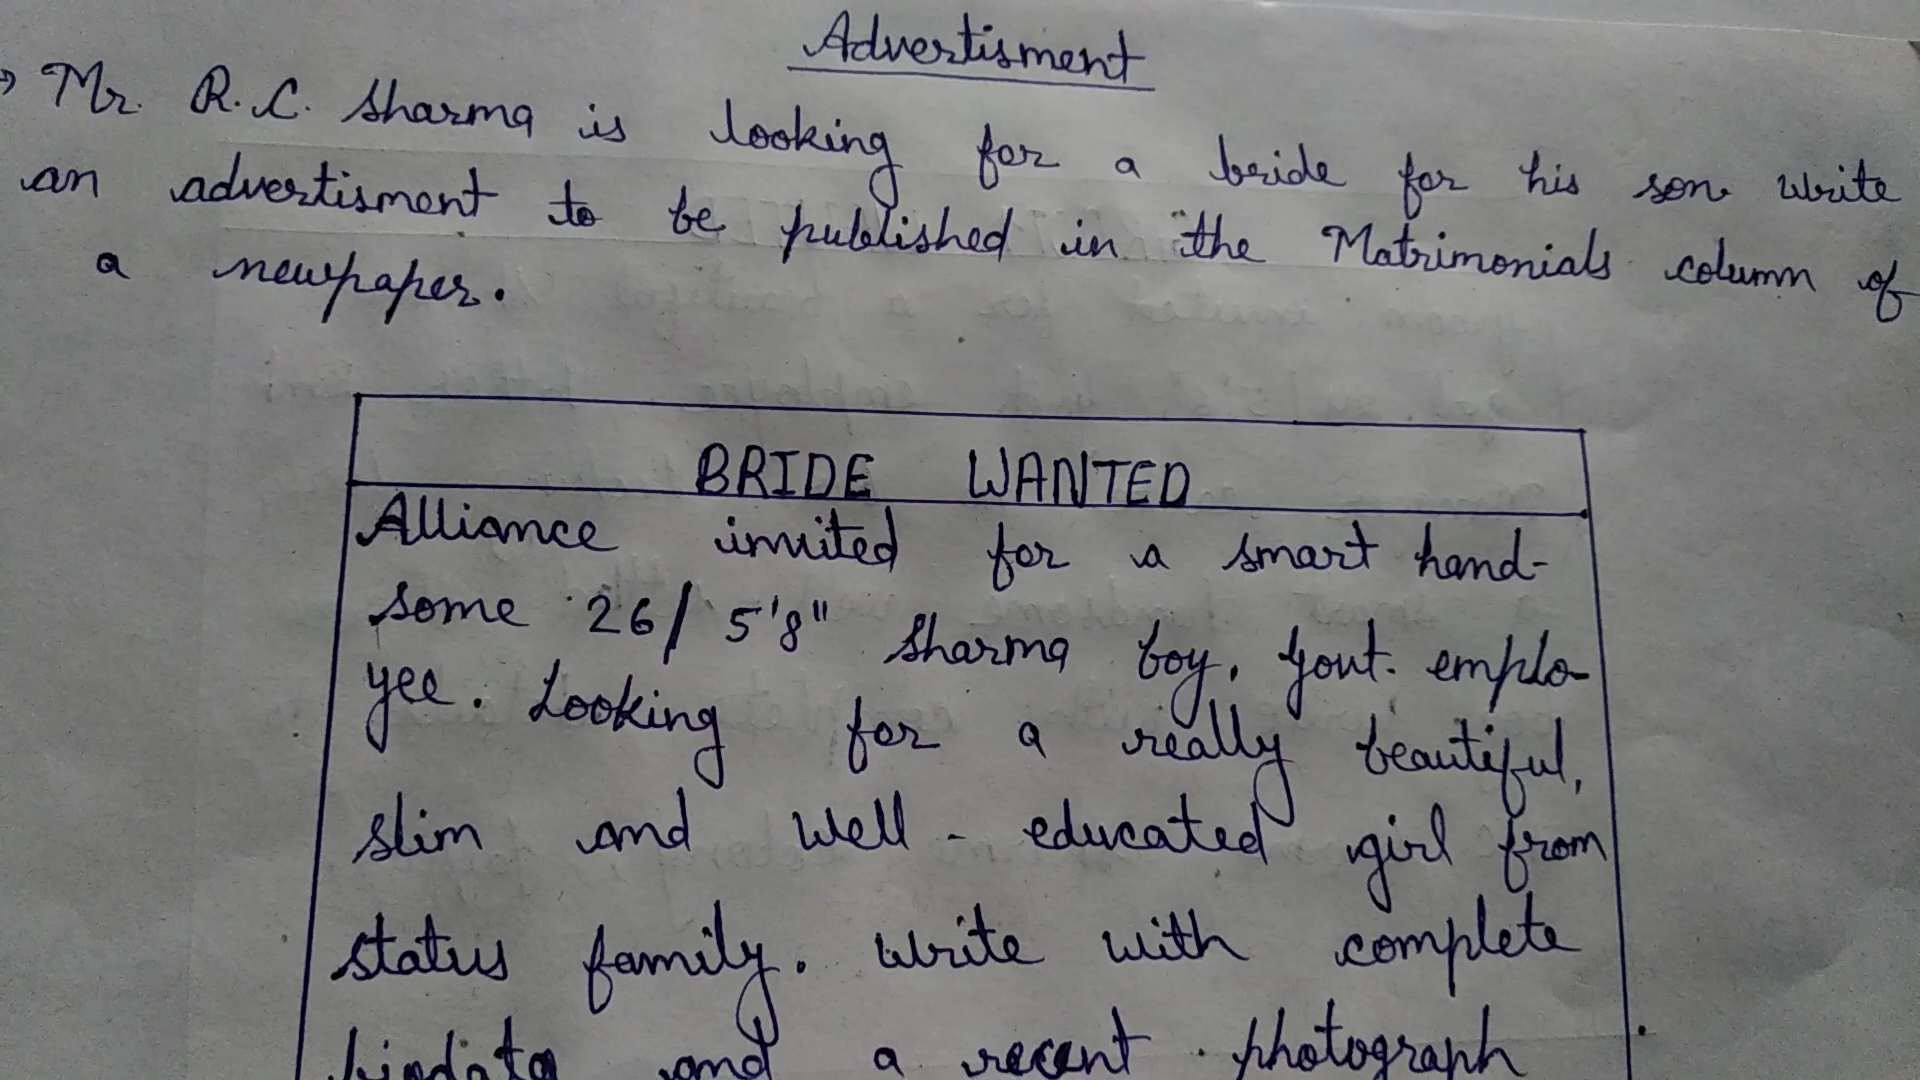 Advertisment
→ Mr. R.C. Sharma is looking for a bride for his son write
an advertisment to be published in the Matrimonials column of
a newpaper.
BRIDE WANTED
Alliance invited for a smart hand-
some 26/ 5'8" Sharma boy, Govt. emplo-
yee. Looking for a really beautiful,
slim and well-educated girl from
status family. Write with complete
biodata and a recent photograph